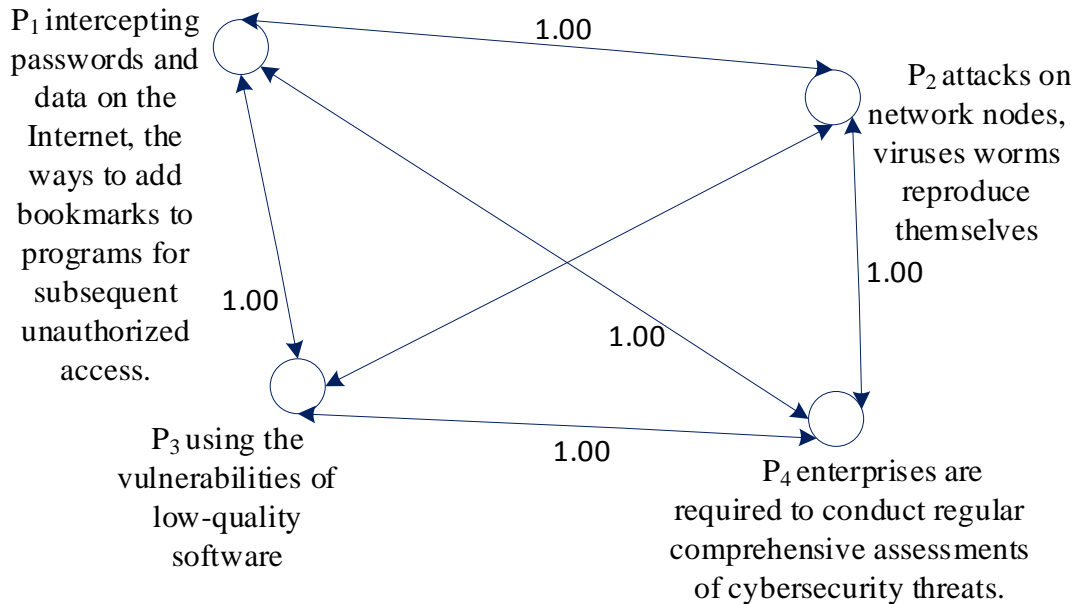 P₁ intercepting
passwords and
data on the
Internet, the
ways to add
bookmarks to
programs for
subsequent
unauthorized
access.
1.00
P₂ attacks on
network nodes,
viruses worms
reproduce
themselves
1.00
1.00
1.00
P₃ using the
vulnerabilities of
low-quality
software
1.00
P₄ enterprises are
required to conduct regular
comprehensive assessments
of cybersecurity threats.